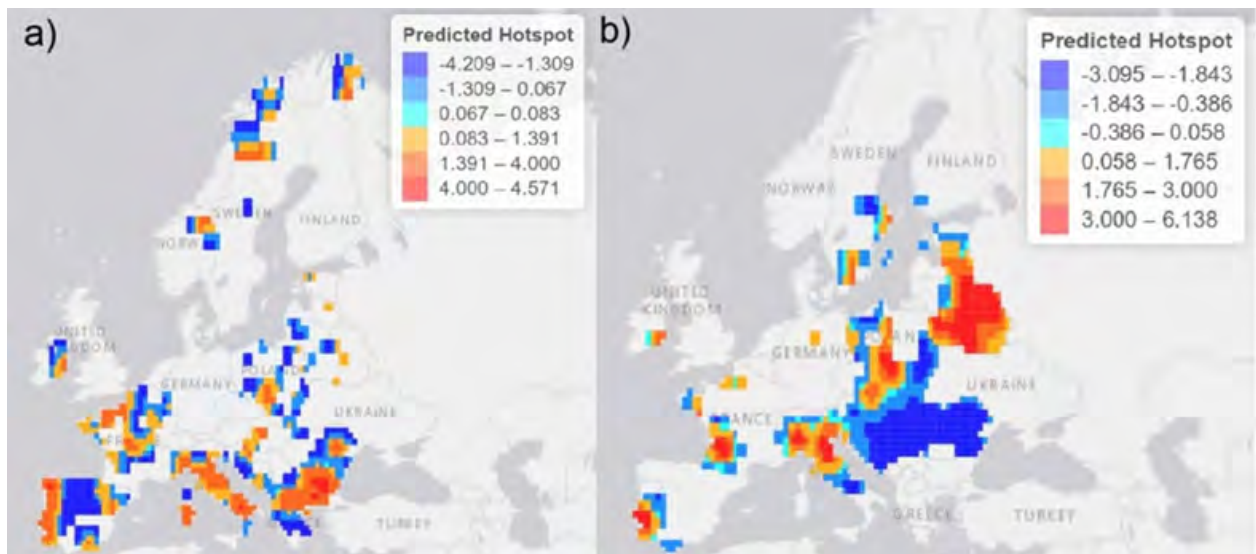 a)
Predicted Hotspot
-4.209 – -1.309
-1.309 – 0.067
0.067 – 0.083
0.083 – 1.391
1.391 – 4.000
4.000 – 4.571
FINLAND
UKRAINE
GERMANY
TURKEY
b)
Predicted Hotspot
-3.095 – -1.843
-1.843 – -0.386
-0.386 – 0.058
0.058 – 1.765
1.765 – 3.000
3.000 – 6.138
SWEDEN
FINLAND
NORWAY
UNITED
KINGDOM
GERMANY
UKRAINE
GREECE
TURKEY